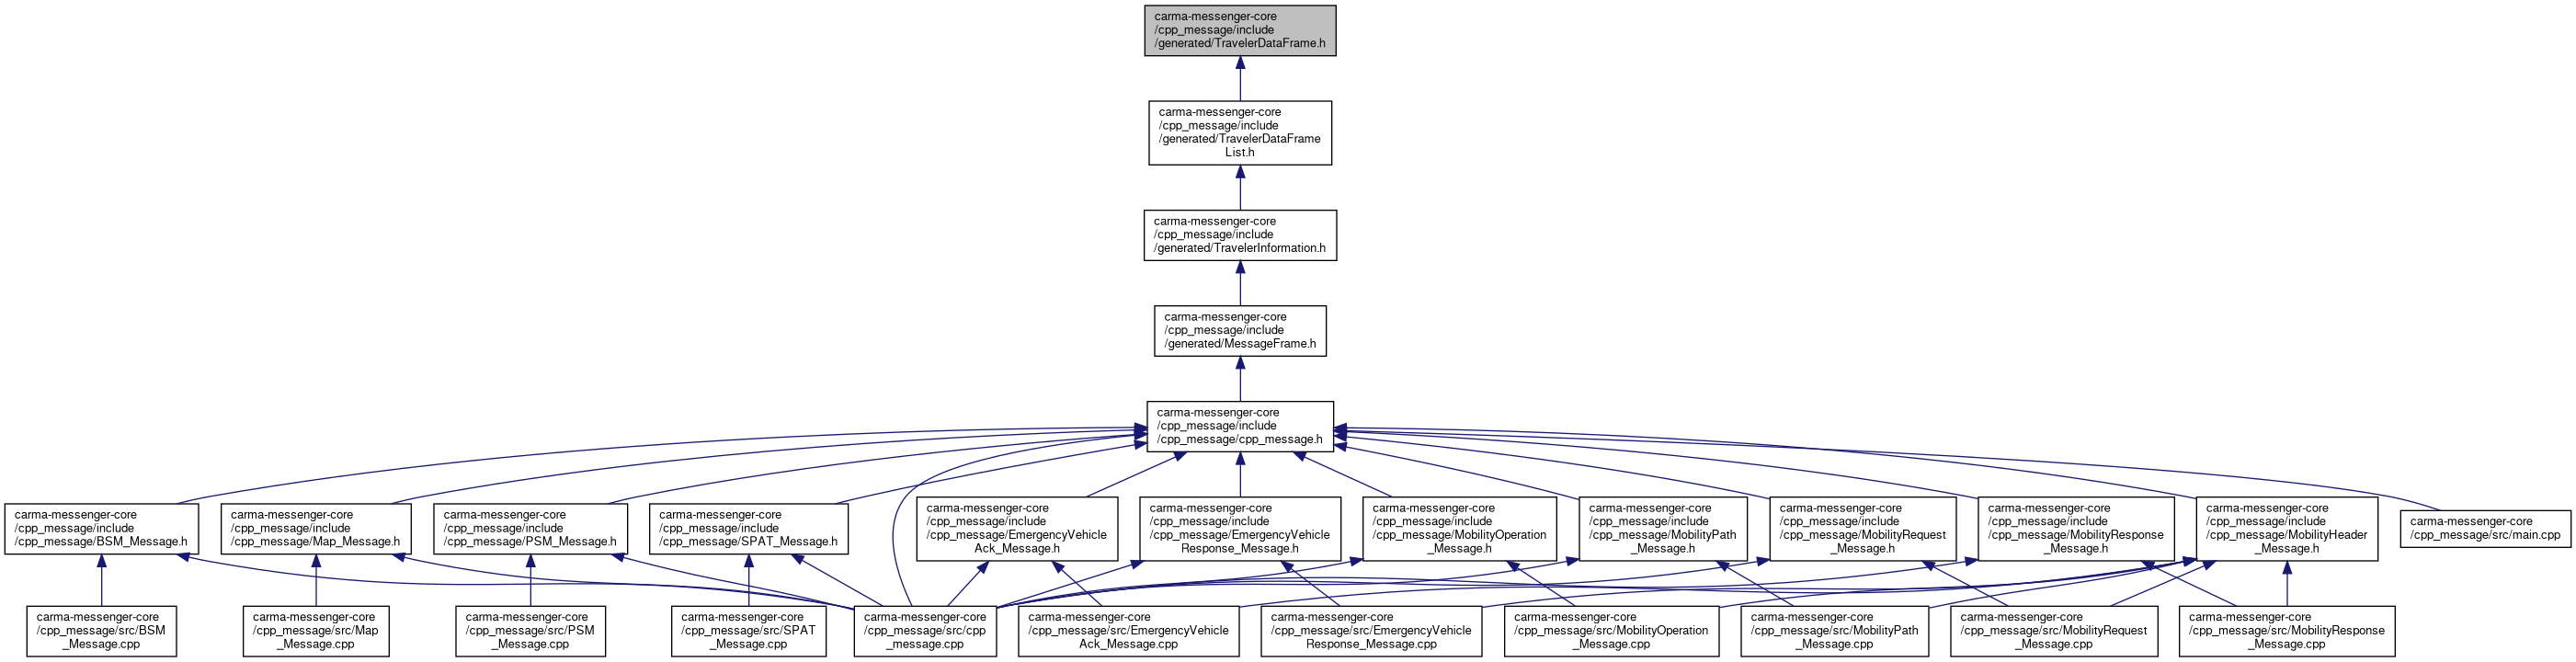 carma-messenger-core
/cpp_message/include
/generated/TravelerDataFrame.h
carma-messenger-core
/cpp_message/include
/generated/TravelerDataFrame
List.h
carma-messenger-core
/cpp_message/include
/generated/TravelerInformation.h
carma-messenger-core
/cpp_message/include
/generated/MessageFrame.h
carma-messenger-core
/cpp_message/include
/cpp_message/cpp_message.h
carma-messenger-core
/cpp_message/include
/cpp_message/BSM_Message.h
carma-messenger-core
/cpp_message/include
/cpp_message/Map_Message.h
carma-messenger-core
/cpp_message/include
/cpp_message/PSM_Message.h
carma-messenger-core
/cpp_message/include
/cpp_message/SPAT_Message.h
carma-messenger-core
/cpp_message/include
/cpp_message/EmergencyVehicle
Ack_Message.h
carma-messenger-core
/cpp_message/include
/cpp_message/EmergencyVehicle
Response_Message.h
carma-messenger-core
/cpp_message/include
/cpp_message/MobilityOperation
_Message.h
carma-messenger-core
/cpp_message/include
/cpp_message/MobilityPath
_Message.h
carma-messenger-core
/cpp_message/include
/cpp_message/MobilityRequest
_Message.h
carma-messenger-core
/cpp_message/include
/cpp_message/MobilityResponse
_Message.h
carma-messenger-core
/cpp_message/include
/cpp_message/MobilityHeader
_Message.h
carma-messenger-core
/cpp_message/src/main.cpp
carma-messenger-core
/cpp_message/src/BSM
_Message.cpp
carma-messenger-core
/cpp_message/src/Map
_Message.cpp
carma-messenger-core
/cpp_message/src/PSM
_Message.cpp
carma-messenger-core
/cpp_message/src/SPAT
_Message.cpp
carma-messenger-core
/cpp_message/src/cpp
_message.cpp
carma-messenger-core
/cpp_message/src/EmergencyVehicle
Ack_Message.cpp
carma-messenger-core
/cpp_message/src/EmergencyVehicle
Response_Message.cpp
carma-messenger-core
/cpp_message/src/MobilityOperation
_Message.cpp
carma-messenger-core
/cpp_message/src/MobilityPath
_Message.cpp
carma-messenger-core
/cpp_message/src/MobilityRequest
_Message.cpp
carma-messenger-core
/cpp_message/src/MobilityResponse
_Message.cpp